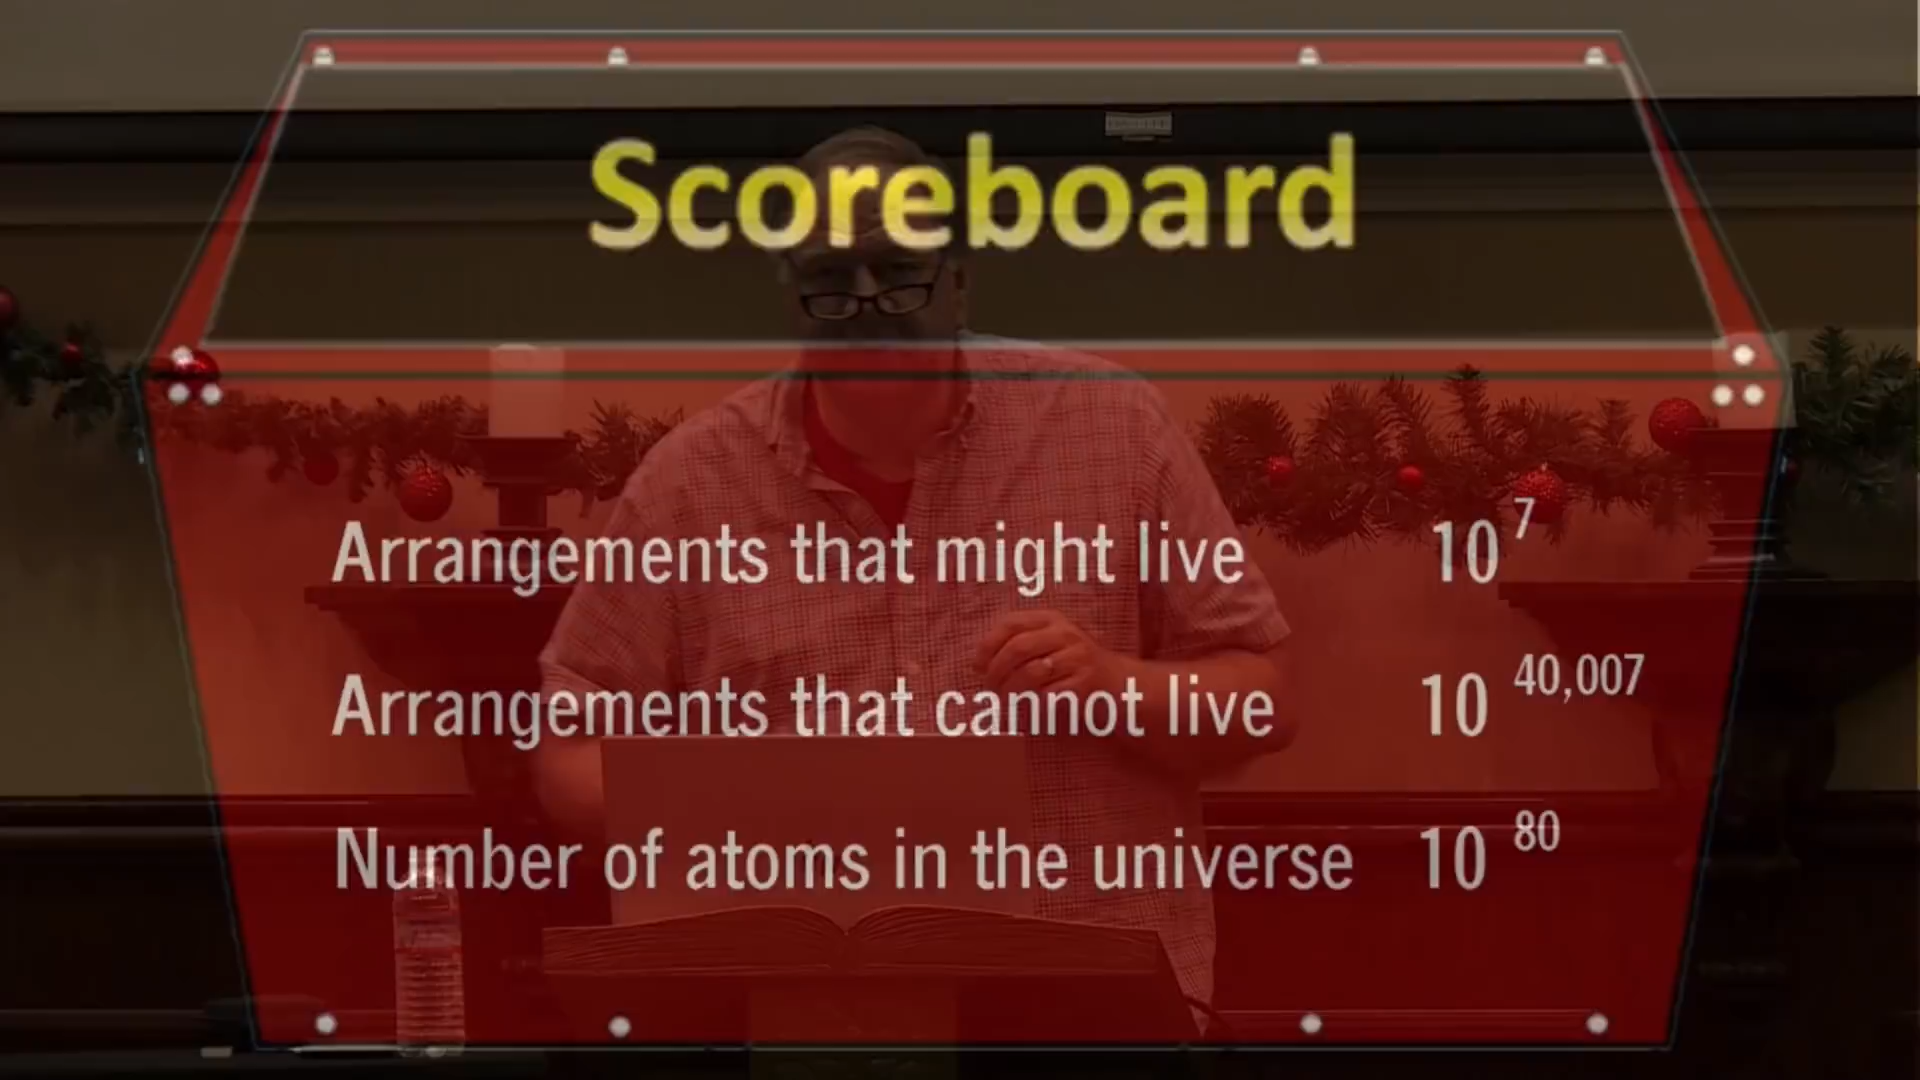 Scoreboard
Arrangements that might live 10 7
Arrangements that cannot live 10 40,007
Number of atoms in the universe 10 80